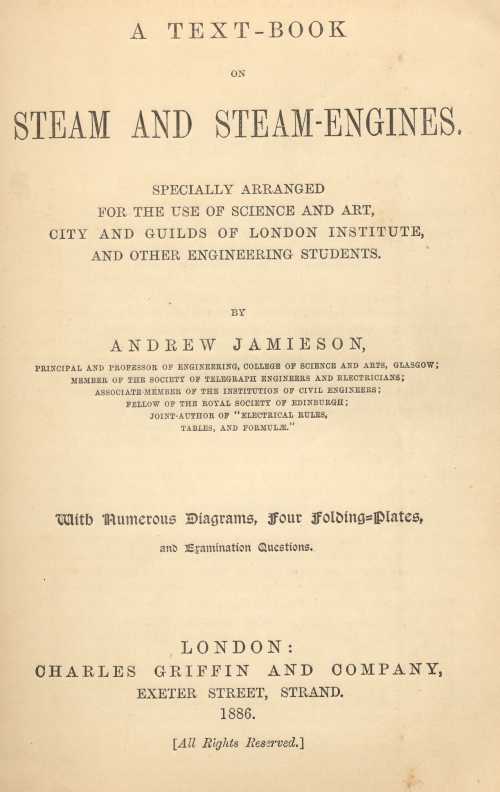 A TEXT-BOOK
ON
STEAM AND STEAM-ENGINES.
SPECIALLY ARRANGED
FOR THE USE OF SCIENCE AND ART,
CITY AND GUILDS OF LONDON INSTITUTE,
AND OTHER ENGINEERING STUDENTS.
BY
ANDREW JAMIESON,
PRINCIPAL AND PROFESSOR OF ENGINEERING, COLLEGE OF SCIENCE AND ARTS, GLASGOW;
MEMBER OF THE SOCIETY OF TELEGRAPH ENGINEERS AND ELECTRICIANS;
ASSOCIATE-MEMBER OF THE INSTITUTION OF CIVIL ENGINEERS;
FELLOW OF THE ROYAL SOCIETY OF EDINBURGH;
JOINT-AUTHOR OF "ELECTRICAL RULES,
TABLES, AND FORMULÆ."
With Numerous Diagrams, Four Folding=Plates,
and Examination Questions.
LONDON:
CHARLES GRIFFIN AND COMPANY,
EXETER STREET, STRAND.
1886.
[All Rights Reserved.]